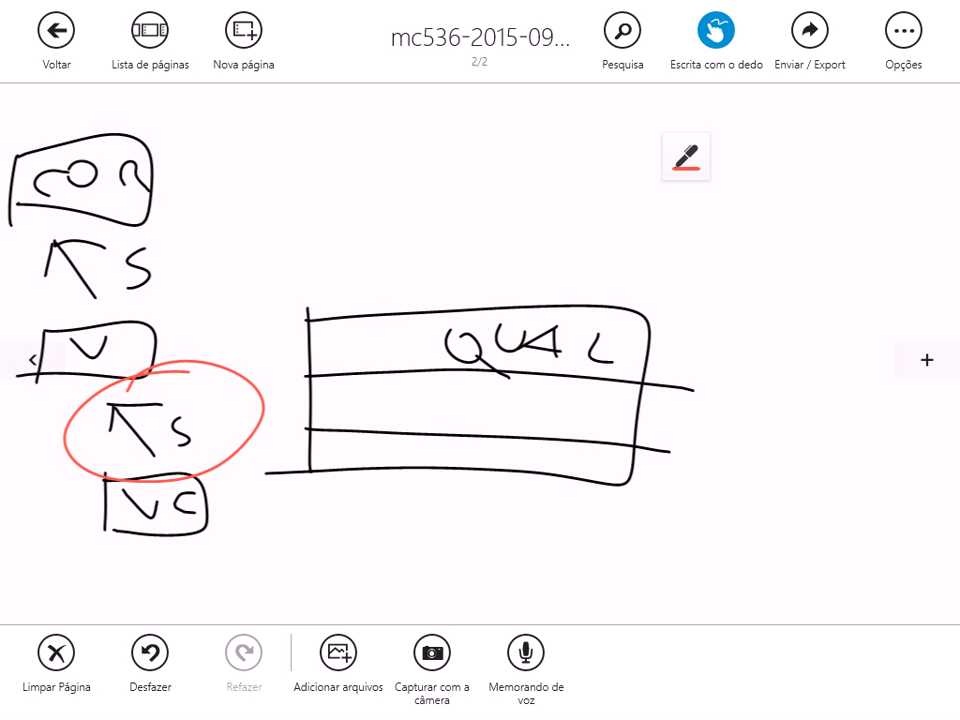 mc536-2015-09...
2/2
Voltar
Lista de páginas
Nova página
Pesquisa
Escrita com o dedo
Enviar / Export
Opções
COR
S
V
QUAL
S
VC
Limpar Página
Desfazer
Refazer
Adicionar arquivos
Capturar com a
câmera
Memorando de
voz